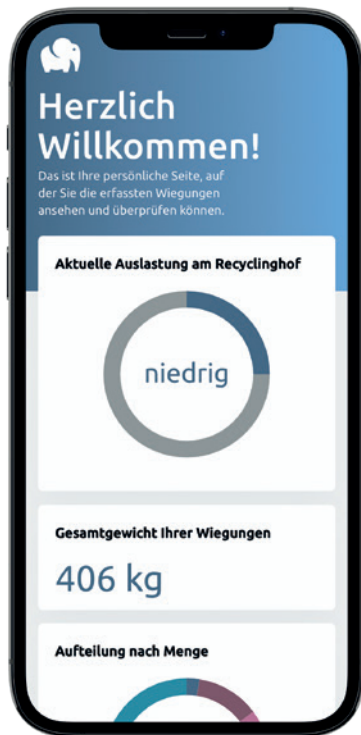 Herzlich
Willkommen!
Das ist Ihre persönliche Seite, auf
der Sie die erfassten Wiegungen
ansehen und überprüfen können.
Aktuelle Auslastung am Recyclinghof
niedrig
Gesamtgewicht Ihrer Wiegungen
406 kg
Aufteilung nach Menge